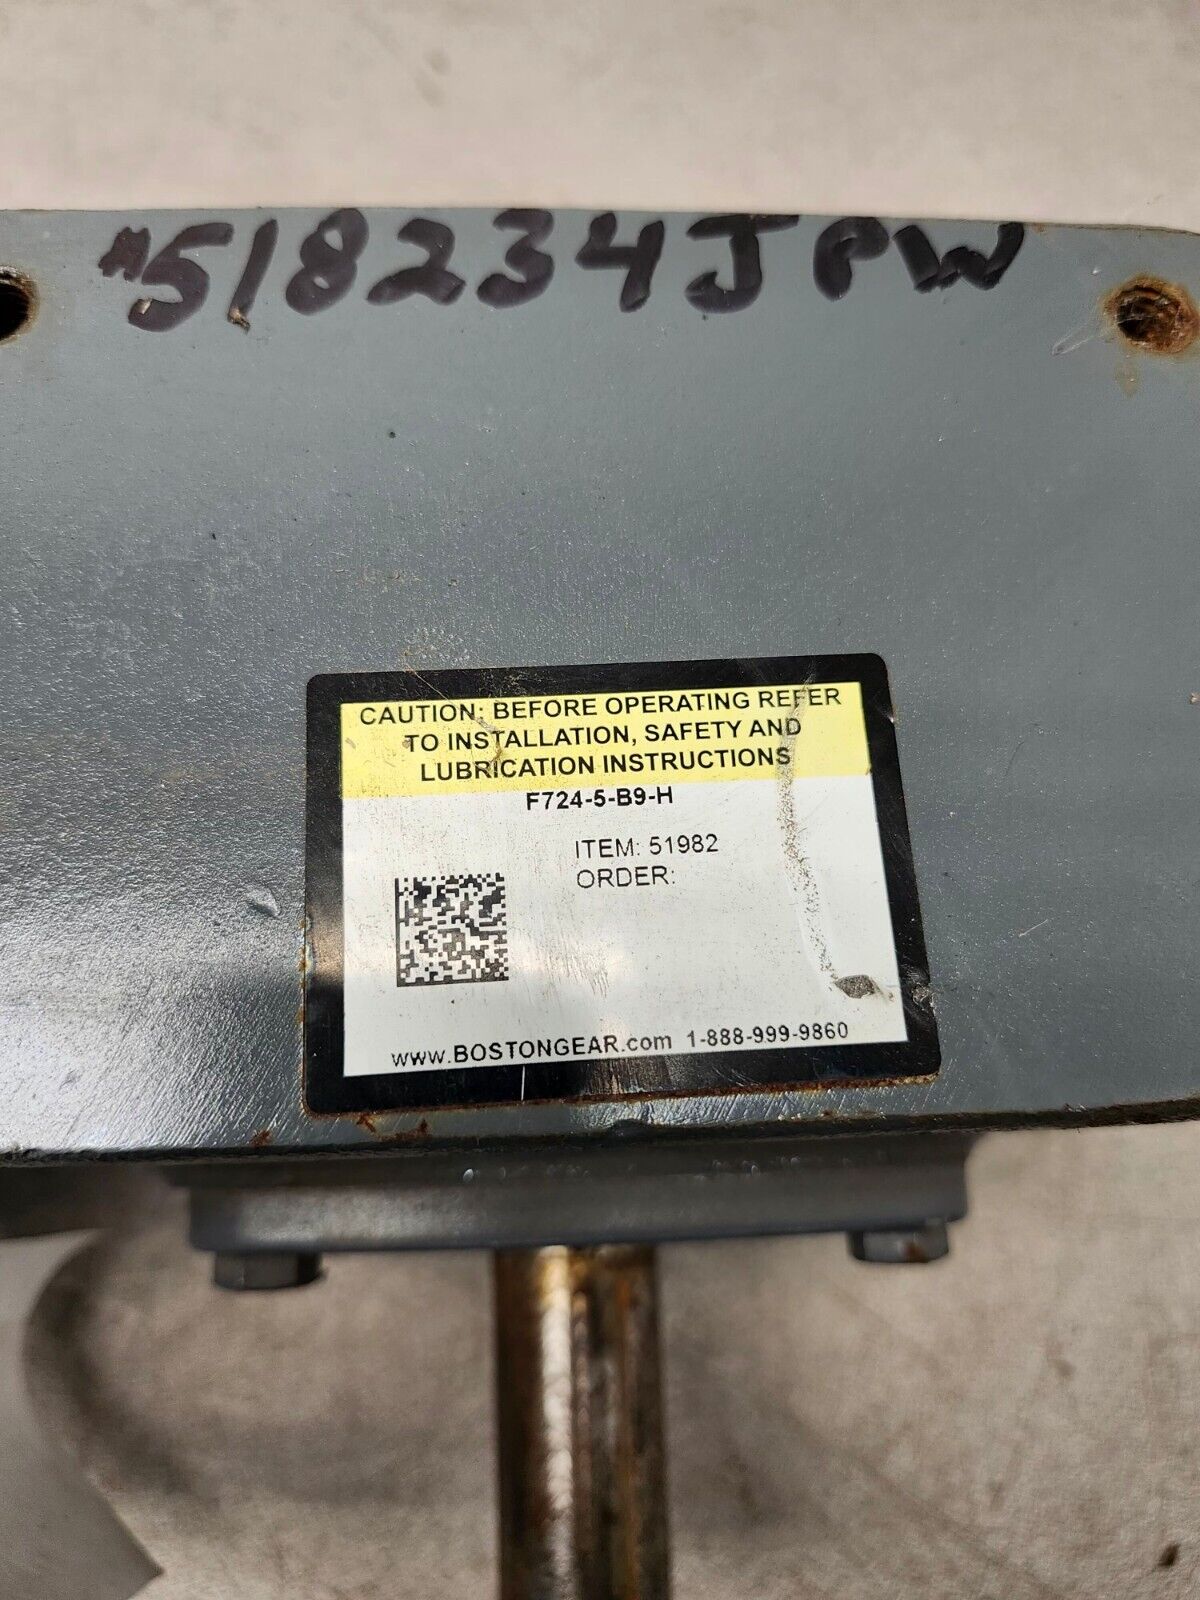 #518234JPW
CAUTION: BEFORE OPERATING REFER
TO INSTALLATION, SAFETY AND
LUBRICATION INSTRUCTIONS
F724-5-B9-H
ITEM: 51982
ORDER:
www.BOSTONGEAR.com 1-888-999-9860